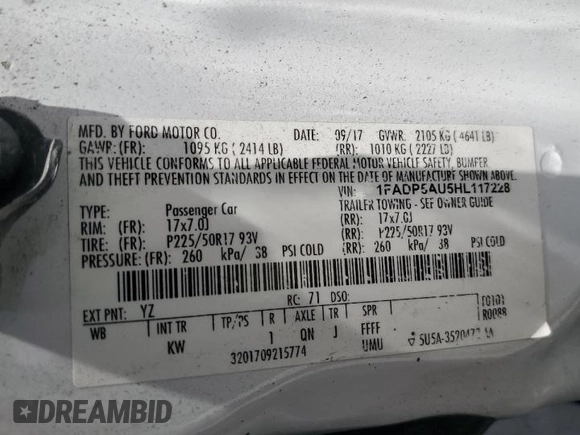 MFD. BY FORD MOTOR CO. DATE: 09/17 GVWR: 2105 KG ( 4641 LB)
GAWR: (FR): 1095 KG ( 2414 LB) (RR): 1010 KG ( 2227 LB)
THIS VEHICLE CONFORMS TO ALL APPLICABLE FEDERAL MOTOR VEHICLE SAFETY, BUMPER
AND THEFT PREVENTION STANDARDS IN EFFECT ON THE DATE OF MANUFACTURE SHOWN ABOVE.
VIN: 1FADP5AU5HL117228
TYPE: Passenger Car TRAILER TOWING - SEE OWNER GUIDE
RIM: (FR): 17x7.0J (RR): 17x7.0J
TIRE: (FR): P225/50R17 93V (RR): P225/50R17 93V
PRESSURE: (FR): 260 kPa/ 38 PSI COLD (RR): 260 kPa/ 38 PSI COLD
EXT PNT: YZ RC: 71 DSO:
WB INT TR TP/PS R AXLE TR SPR
KW 1 QN J FFFF
UMU
3201709215774
DREAMBID